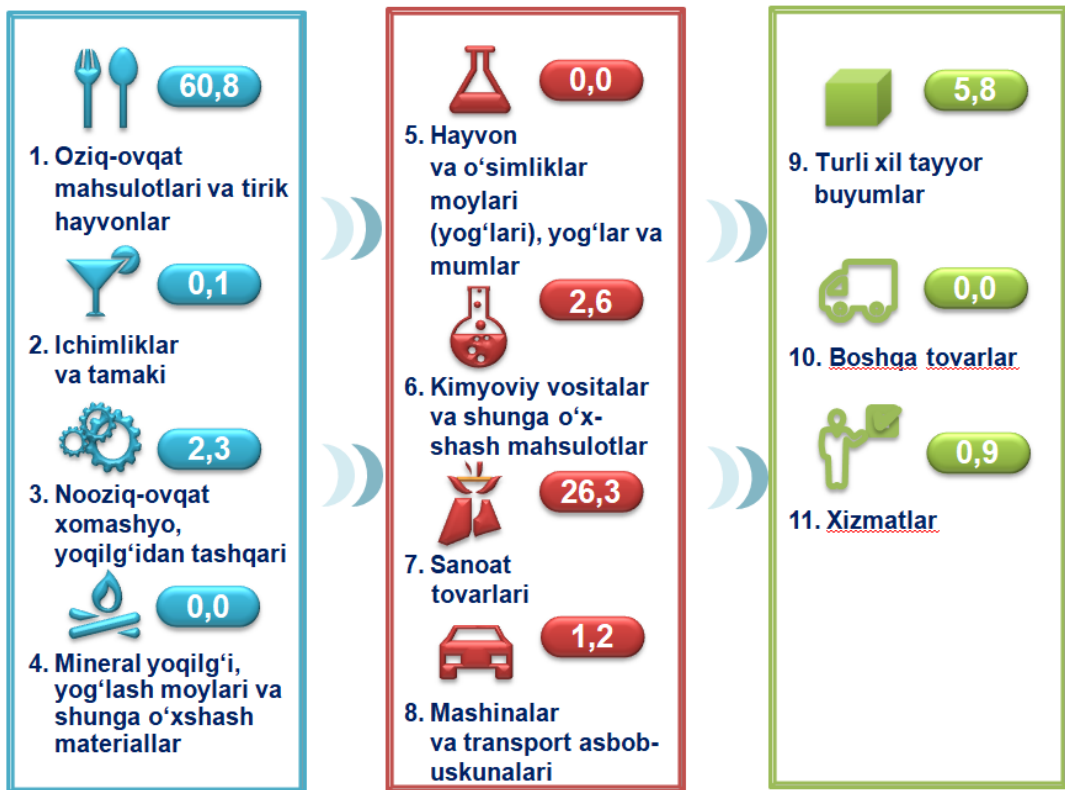 60,8
1. Oziq-ovqat
mahsulotlari va tirik
hayvonlar
0,1
2. Ichimliklar
va tamaki
2,3
3. Nooziq-ovqat
xomashyo,
yoqilg‘idan tashqari
0,0
4. Mineral yoqilg‘i,
yog‘lash moylari va
shunga o‘xshash
materiallar
0,0
5. Hayvon
va o‘simliklar
moylari
(yog‘lari), yog‘lar va
mumlar
2,6
6. Kimyoviy vositalar
va shunga o‘x-
shash mahsulotlar
26,3
7. Sanoat
tovarlari
1,2
8. Mashinalar
va transport asbob-
uskunalari
5,8
9. Turli xil tayyor
buyumlar
0,0
10. Boshqa tovarlar
0,9
11. Xizmatlar